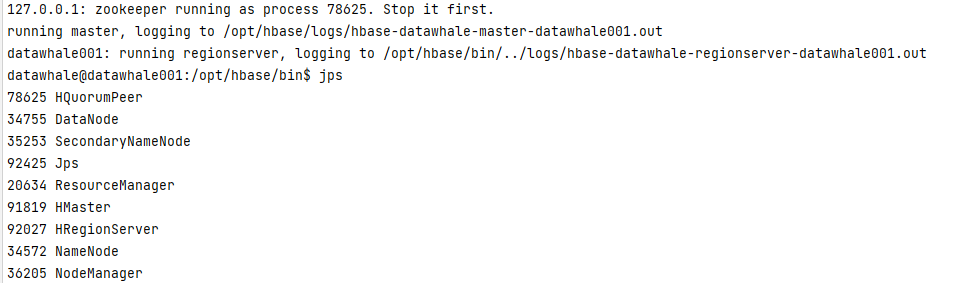 127.0.0.1: zookeeper running as process 78625. Stop it first.
running master, logging to /opt/hbase/logs/hbase-datawhale-master-datawhale001.out
datawhale001: running regionserver, logging to /opt/hbase/bin/../logs/hbase-datawhale-regionserver-datawhale001.out
datawhale@datawhale001:/opt/hbase/bin$ jps
78625 HQuorumPeer
34755 DataNode
35253 SecondaryNameNode
92425 Jps
20634 ResourceManager
91819 HMaster
92027 HRegionServer
34572 NameNode
36205 NodeManager